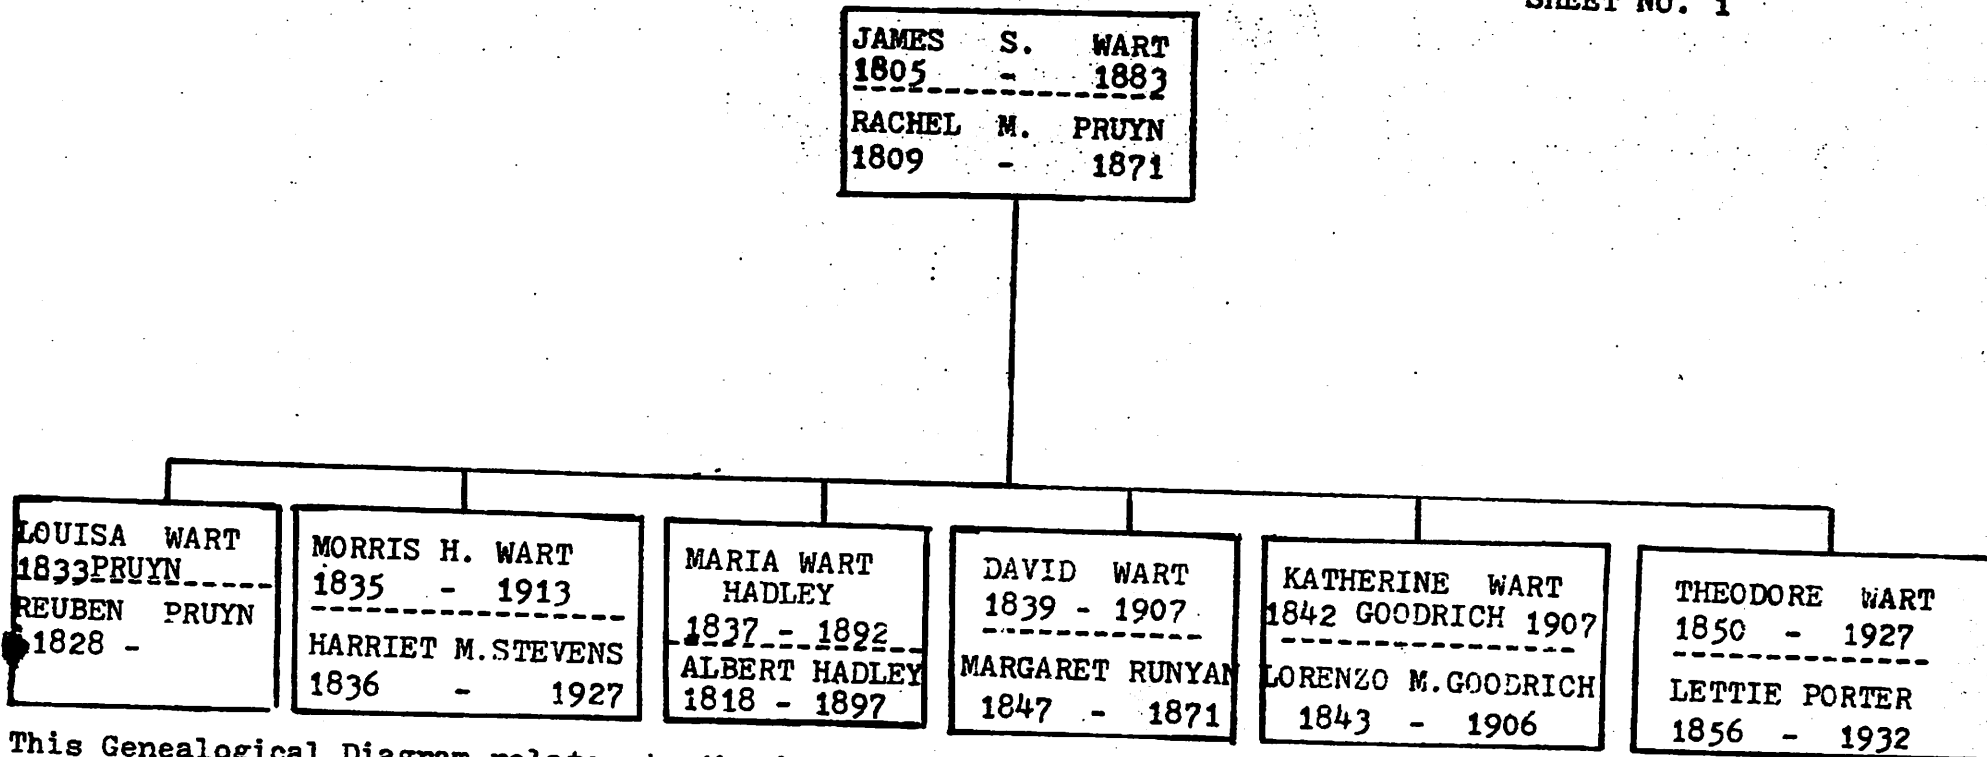 SHEET NO. 1
JAMES S. WART
1805 - 1883
RACHEL M. PRUYN
1809 - 1871
LOUISA WART
1833 PRUYN
REUBEN PRUYN
1828 -
MORRIS H. WART
1835 - 1913
HARRIET M. STEVENS
1836 - 1927
MARIA WART
HADLEY
1837 - 1892
ALBERT HADLEY
1818 - 1897
DAVID WART
1839 - 1907
MARGARET RUNYAN
1847 - 1871
KATHERINE WART
1842 GOODRICH 1907
LORENZO M. GOODRICH
1843 - 1906
THEODORE WART
1850 - 1927
LETTIE PORTER
1856 - 1932
This Genealogical Diagram